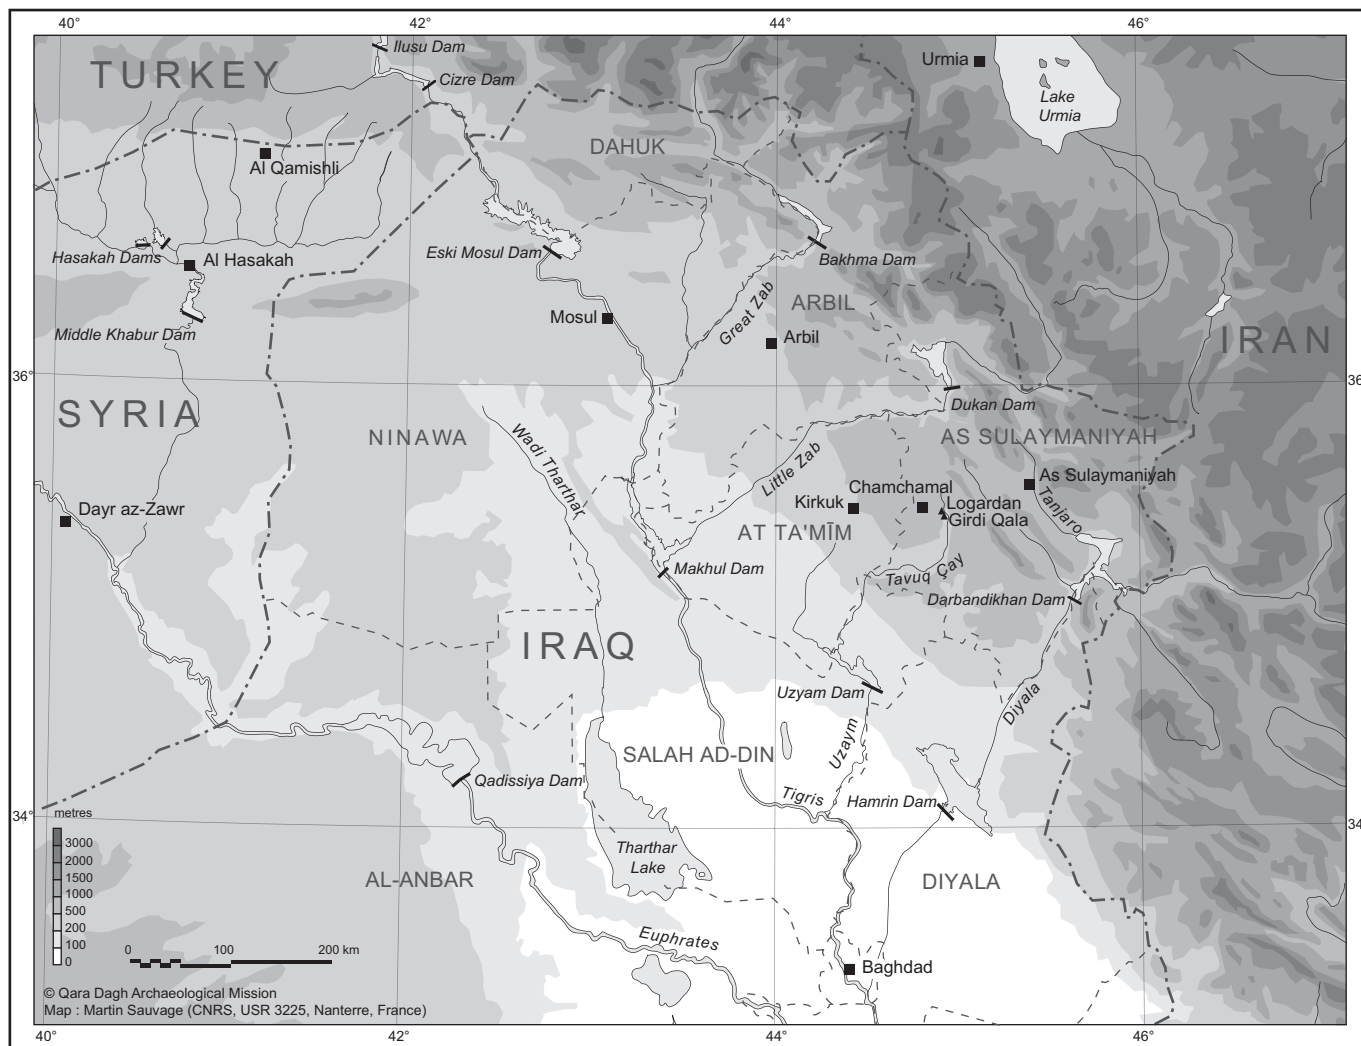 40°
42°
44°
46°
TURKEY
Ilusu Dam
Cizre Dam
Urmia
Lake
Urmia
DAHUK
Al Qamishli
Hasakah Dams
Al Hasakah
Eski Mosul Dam
Bakhma Dam
Middle Khabur Dam
Mosul
Great Zab
ARBIL
Arbil
IRAN
36°
36°
SYRIA
NINAWA
Wadi Tharthar
Dukan Dam
AS SULAYMANIYAH
Little Zab
As Sulaymaniyah
Chamchamal
Kirkuk
Logardan
Girdi Qala
Tanjaro
Dayr az-Zawr
AT TA'MĪM
Makhul Dam
Tavuq Çay
Darbandikhan Dam
IRAQ
Uzyam Dam
Diyala
Uzaym
SALAH AD-DIN
Qadissiya Dam
Tigris
Hamrin Dam
34°
34°
metres
3000
2000
1500
1000
500
200
100
0
Tharthar
Lake
AL-ANBAR
DIYALA
0
100
200 km
Euphrates
Baghdad
© Qara Dagh Archaeological Mission
Map : Martin Sauvage (CNRS, USR 3225, Nanterre, France)
40°
42°
44°
46°